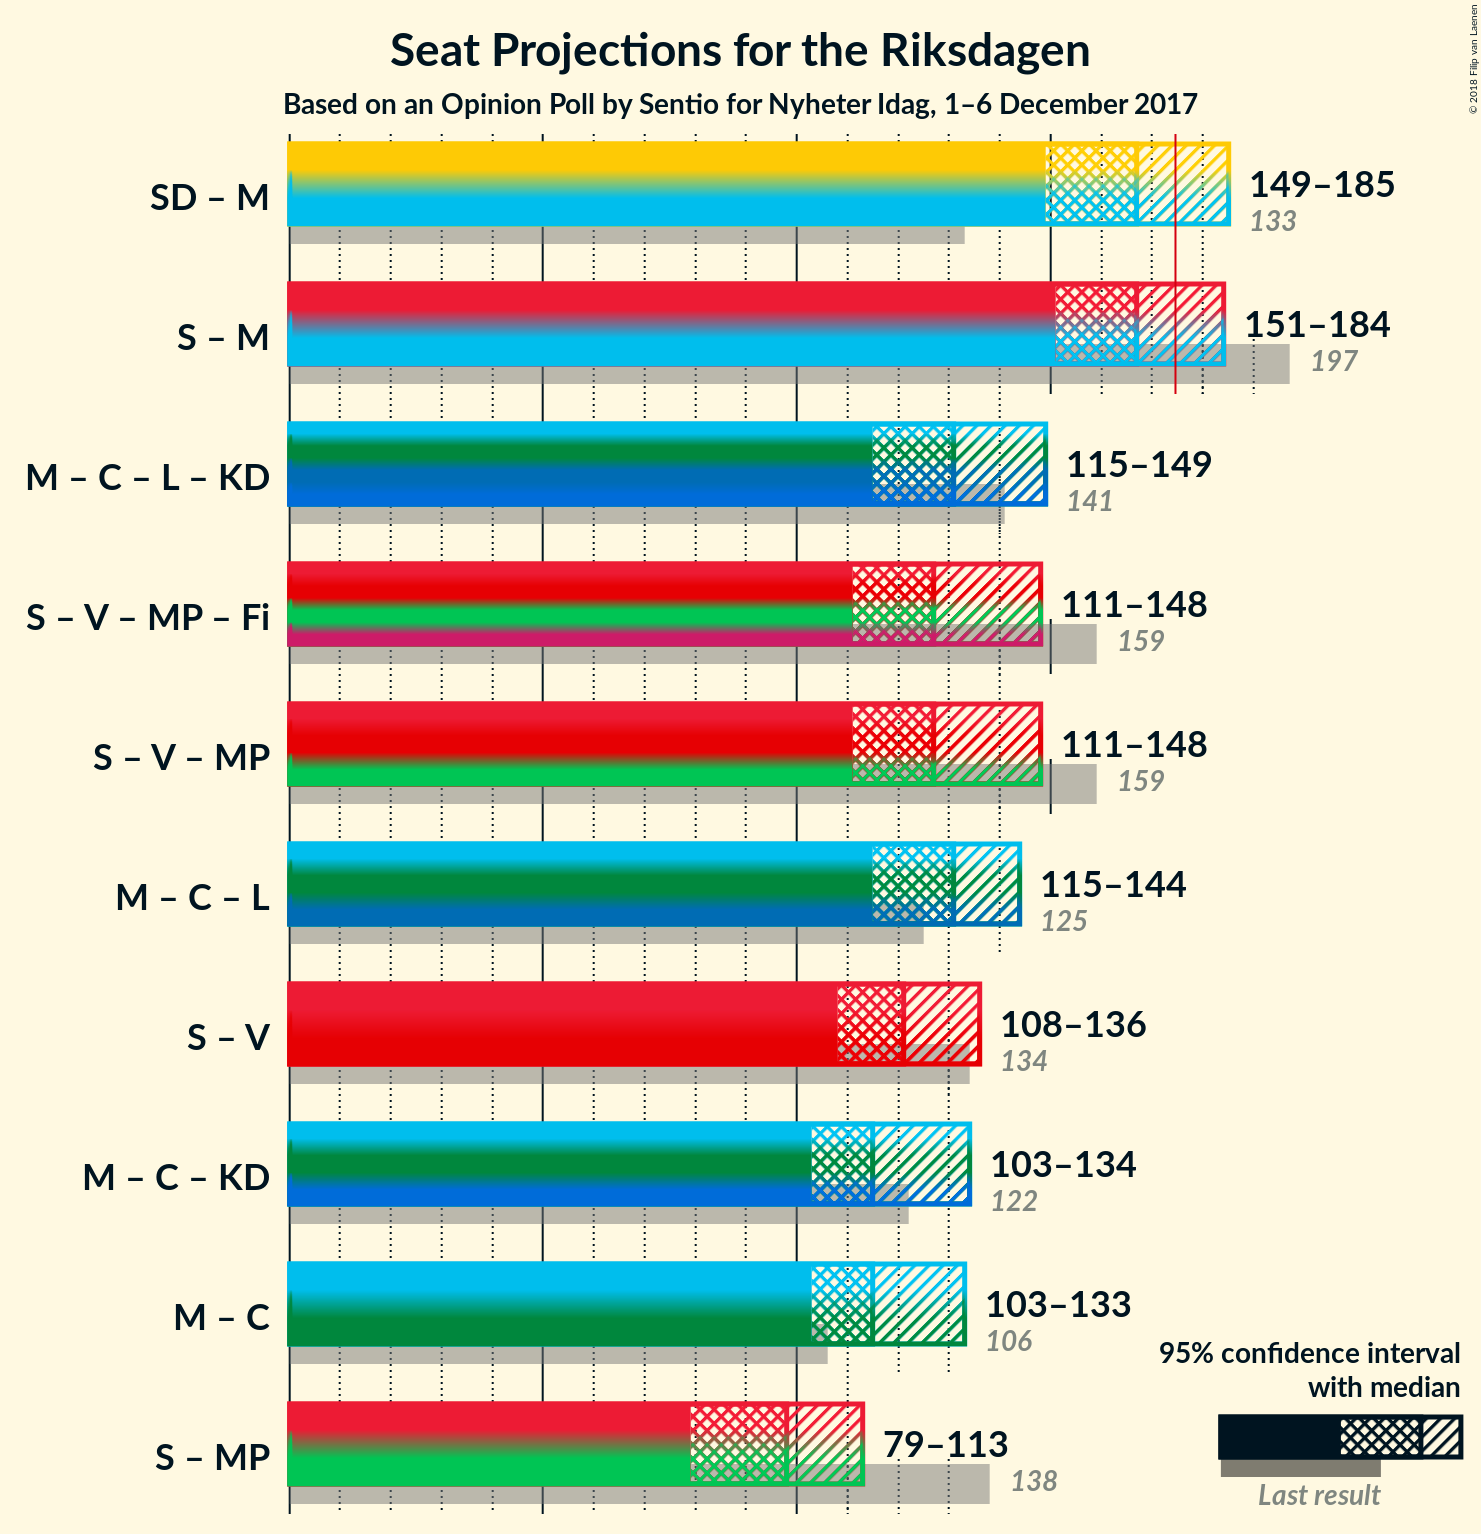 Seat Projections for the Riksdagen
Based on an Opinion Poll by Sentio for Nyheter Idag, 1–6 December 2017
© 2018 Filip van Laenen
SD – M
149–185
133
S – M
151–184
197
M – C – L – KD
115–149
141
S – V – MP – Fi
111–148
159
S – V – MP
111–148
159
M – C – L
115–144
125
S – V
108–136
134
M – C – KD
103–134
122
M – C
103–133
106
S – MP
79–113
138
95% confidence interval
with median
Last result